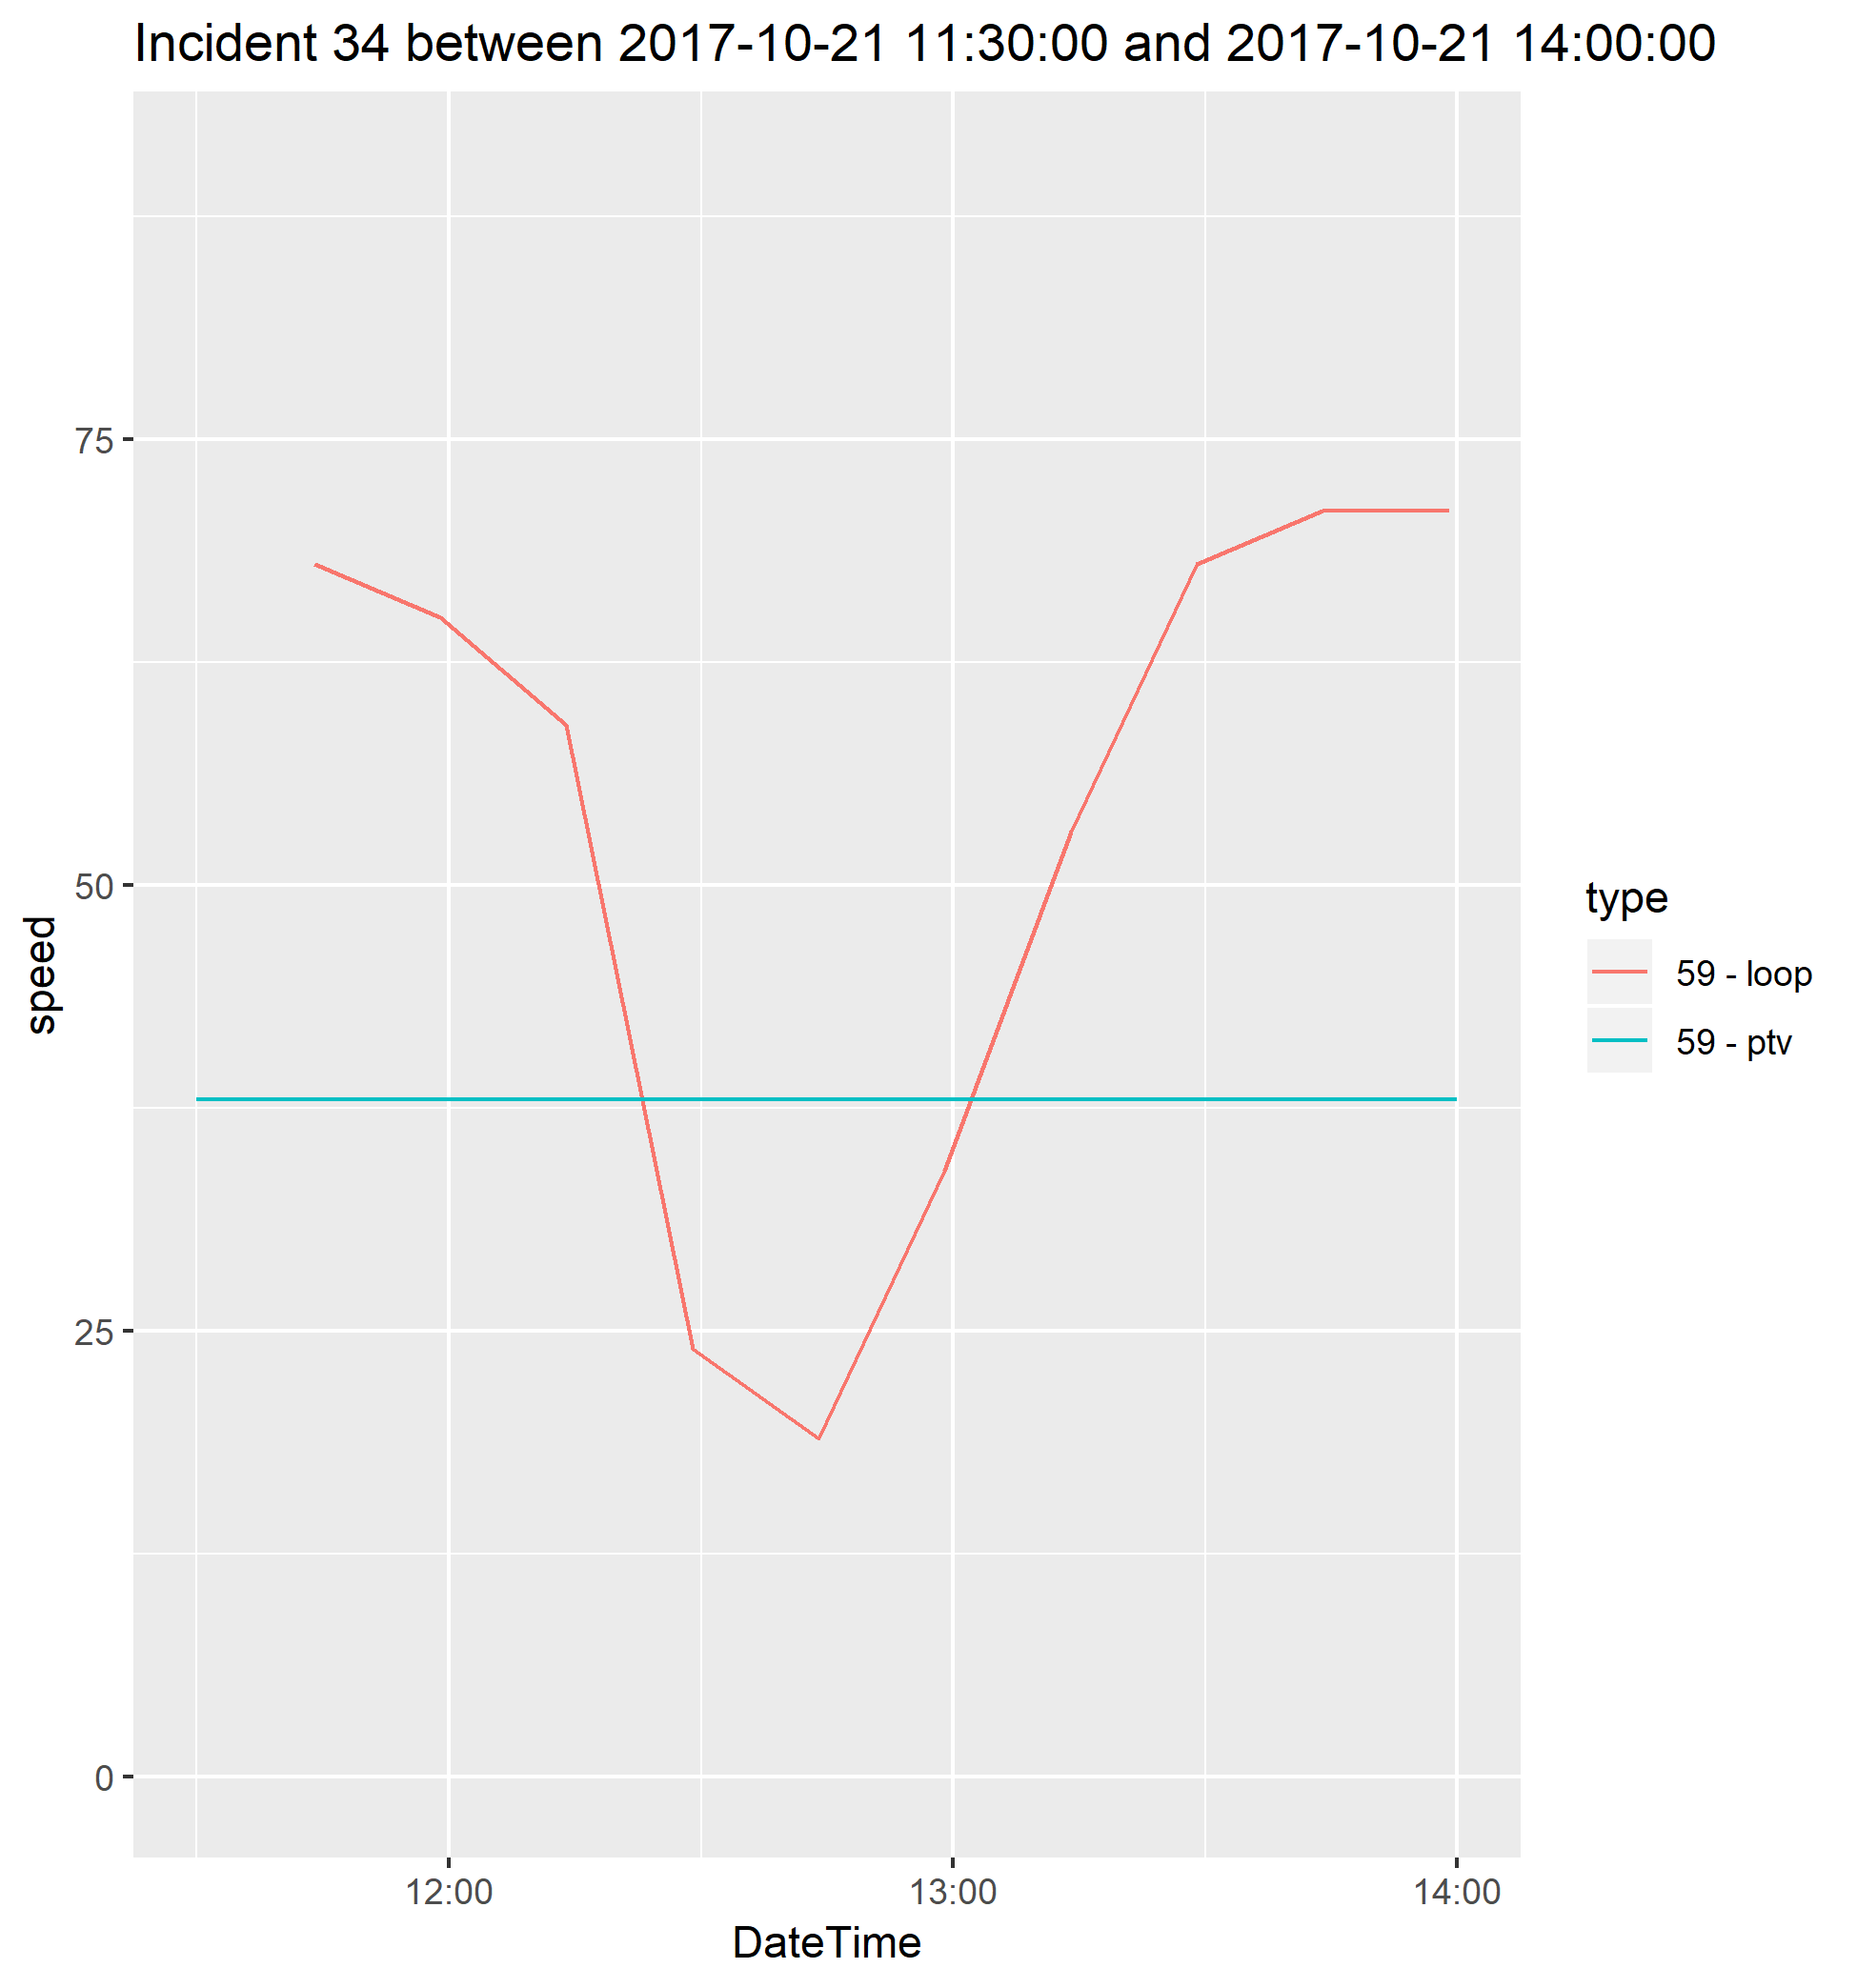 Incident 34 between 2017-10-21 11:30:00 and 2017-10-21 14:00:00
75
50
25
0
speed
12:00 13:00 14:00
DateTime
type
59 - loop
59 - ptv